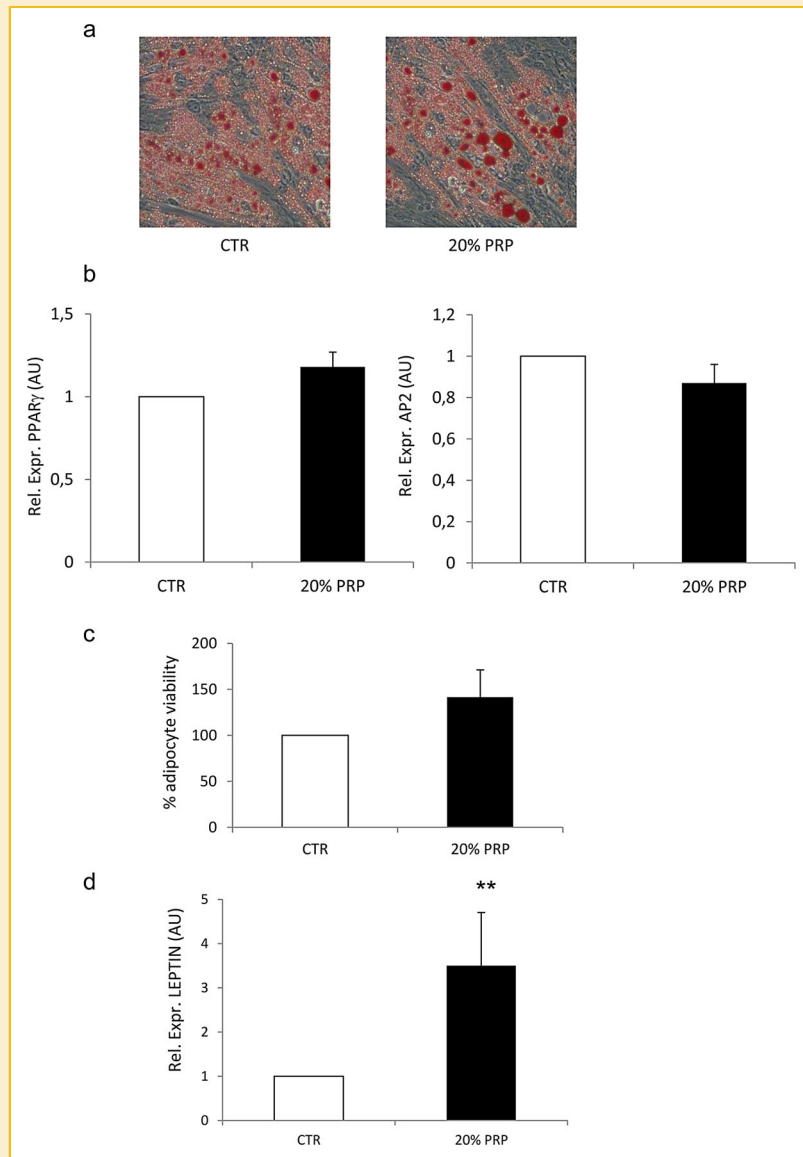 a
CTR
20% PRP
b
Rel. Expr. PPARγ (AU)
1,5
1
0,5
0
CTR
20% PRP
Rel. Expr. AP2 (AU)
1,2
1
0,8
0,6
0,4
0,2
0
CTR
20% PRP
c
% adipocyte viability
200
150
100
50
0
CTR
20% PRP
d
**
Rel. Expr. LEPTIN (AU)
5
4
3
2
1
0
CTR
20% PRP